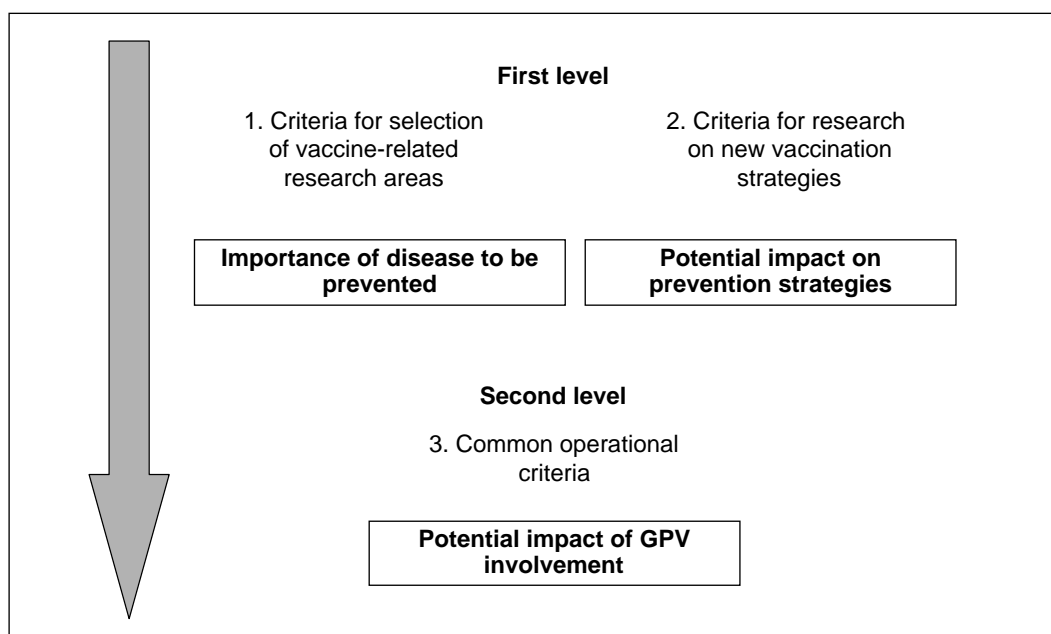 First level
1. Criteria for selection
of vaccine-related
research areas
2. Criteria for research
on new vaccination
strategies
Importance of disease to be
prevented
Potential impact on
prevention strategies
Second level
3. Common operational
criteria
Potential impact of GPV
involvement